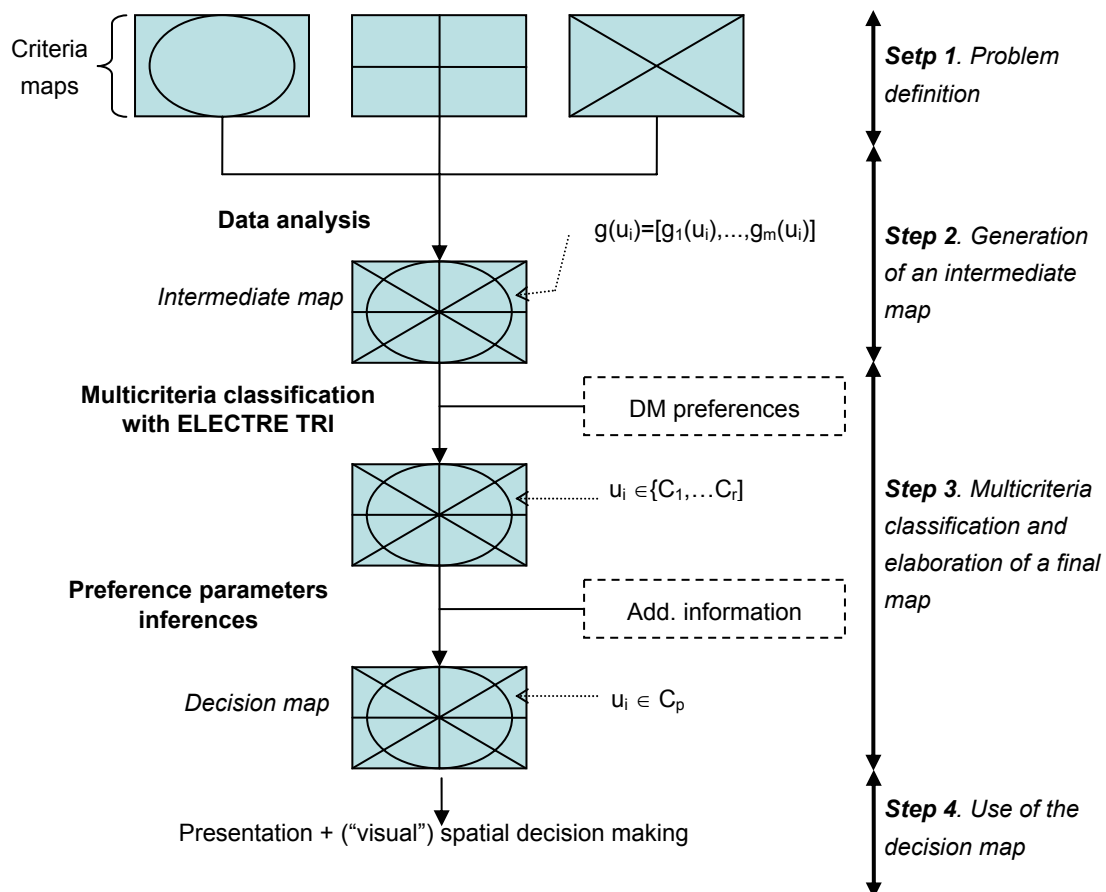 Criteria
maps
Setp 1. Problem
definition
Data analysis
g(uᵢ)=[g₁(uᵢ),...,gₘ(uᵢ)]
Step 2. Generation
of an intermediate
map
Intermediate map
Multicriteria classification
with ELECTRE TRI
DM preferences
uᵢ ∈{C₁,…Cᵣ]
Step 3. Multicriteria
classification and
elaboration of a final
map
Preference parameters
inferences
Add. information
Decision map
uᵢ ∈ Cₚ
Presentation + (“visual”) spatial decision making
Step 4. Use of the
decision map